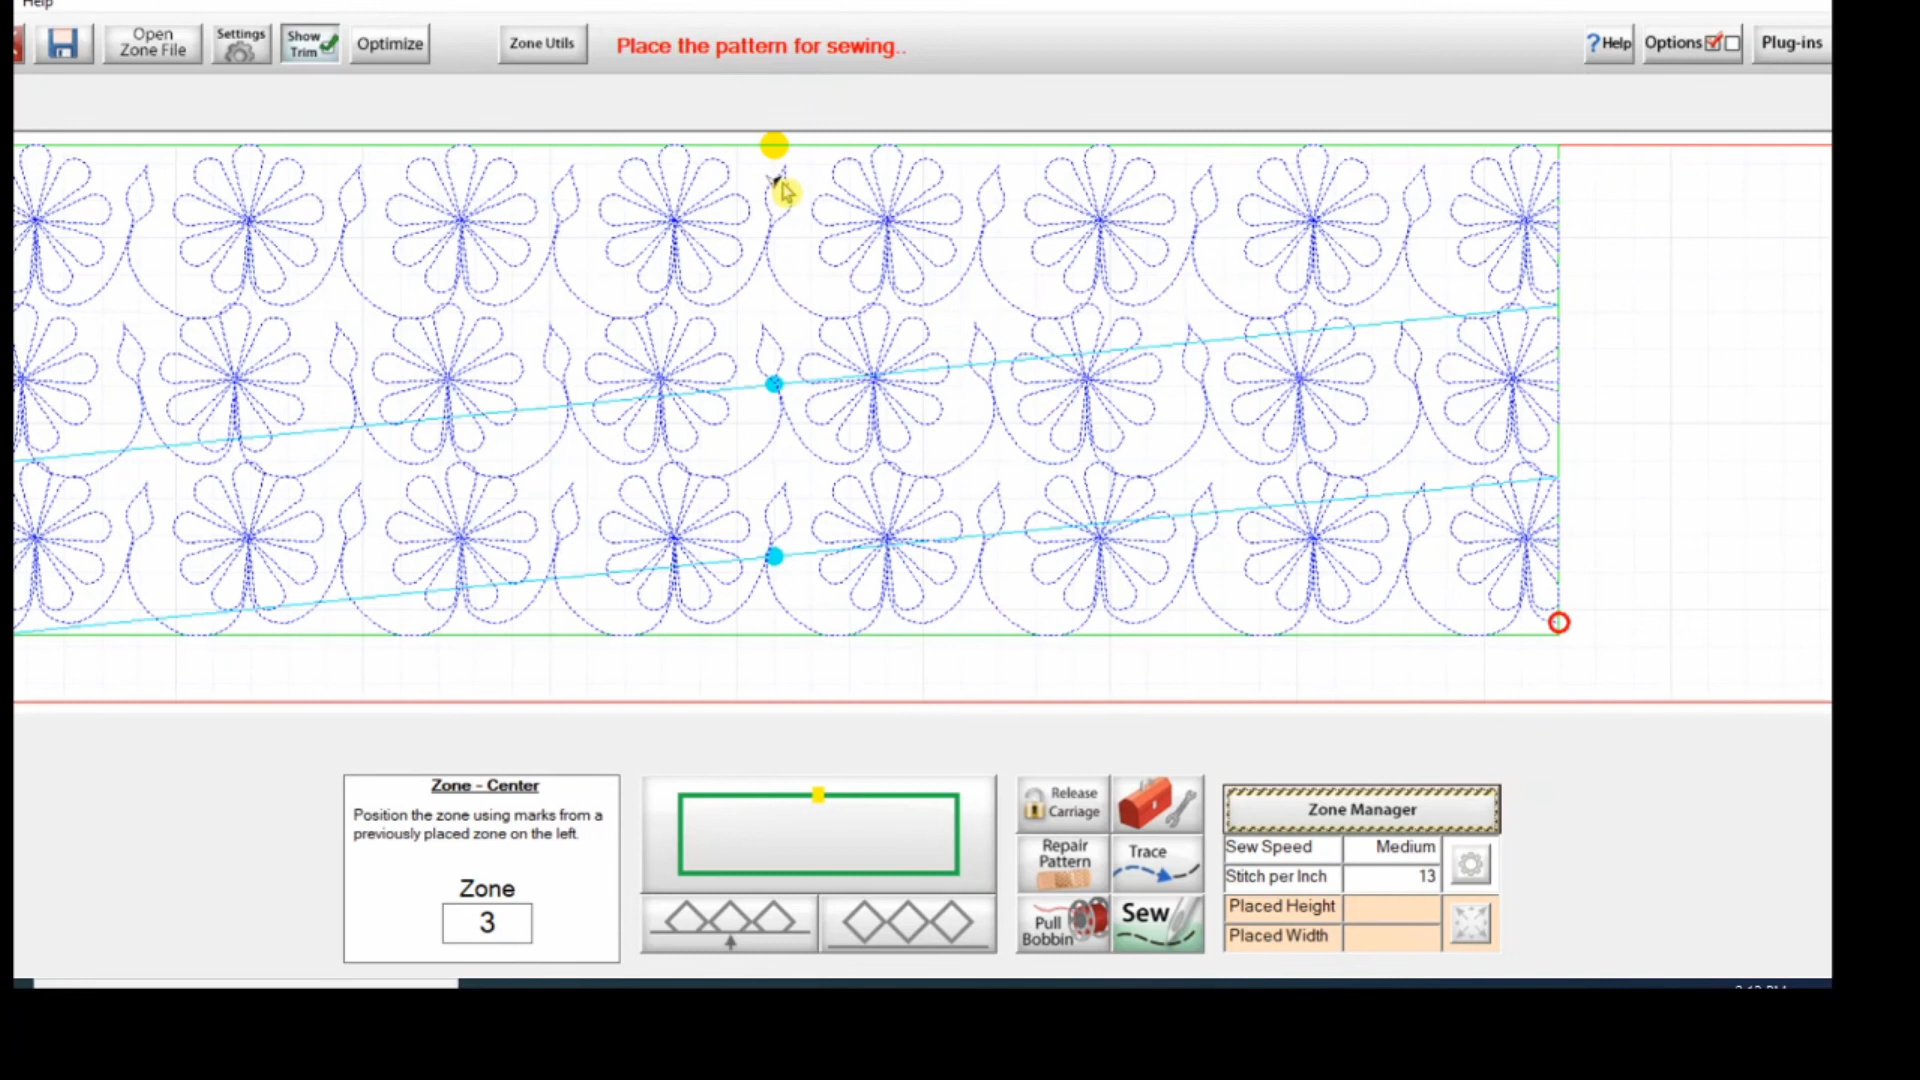 Help
Open
Zone File
Settings
Show
Trim
Optimize
Zone Utils
Place the pattern for sewing..
?Help
Options
Plug-ins
Zone - Center
Position the zone using marks from a
previously placed zone on the left.
Zone
3
Release
Carriage
Repair
Pattern
Trace
Pull
Bobbin
Sew
Zone Manager
Sew Speed Medium
Stitch per Inch 13
Placed Height
Placed Width